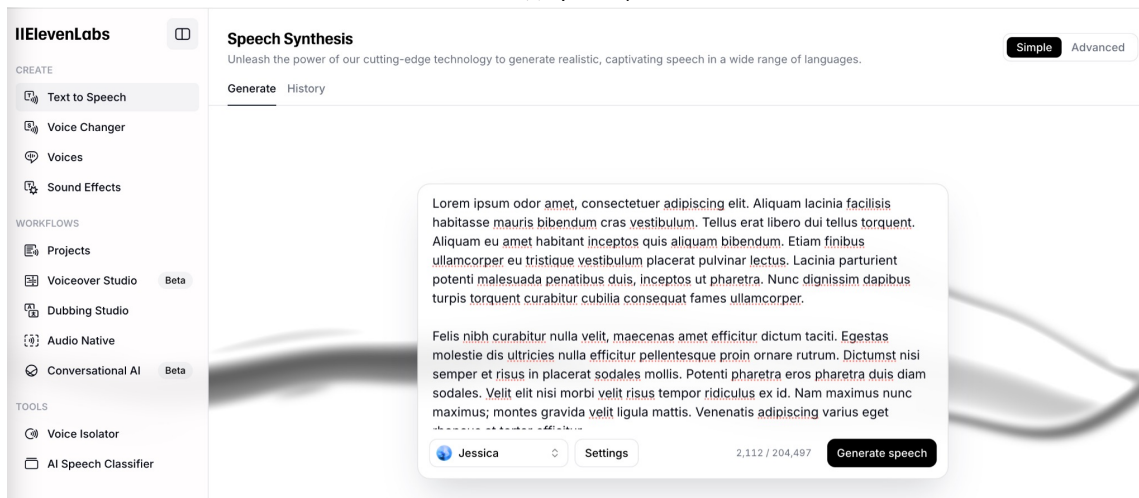 IIElevenLabs
CREATE
Text to Speech
Voice Changer
Voices
Sound Effects
WORKFLOWS
Projects
Voiceover Studio Beta
Dubbing Studio
Audio Native
Conversational AI Beta
TOOLS
Voice Isolator
AI Speech Classifier
Speech Synthesis
Unleash the power of our cutting-edge technology to generate realistic, captivating speech in a wide range of languages.
Simple Advanced
Generate History
Lorem ipsum odor amet, consectetuer adipiscing elit. Aliquam lacinia facilisis
habitasse mauris bibendum cras vestibulum. Tellus erat libero dui tellus torquent.
Aliquam eu amet habitant inceptos quis aliquam bibendum. Etiam finibus
ullamcorper eu tristique vestibulum placerat pulvinar lectus. Lacinia parturient
potenti malesuada penatibus duis, inceptos ut pharetra. Nunc dignissim dapibus
turpis torquent curabitur cubilia consequat fames ullamcorper.
Felis nibh curabitur nulla velit, maecenas amet efficitur dictum taciti. Egestas
molestie dis ultricies nulla efficitur pellentesque proin ornare rutrum. Dictumst nisi
semper et risus in placerat sodales mollis. Potenti pharetra eros pharetra duis diam
sodales. Velit elit nisi morbi velit risus tempor ridiculus ex id. Nam maximus nunc
maximus; montes gravida velit ligula mattis. Venenatis adipiscing varius eget
Jessica
Settings
2,112 / 204,497
Generate speech